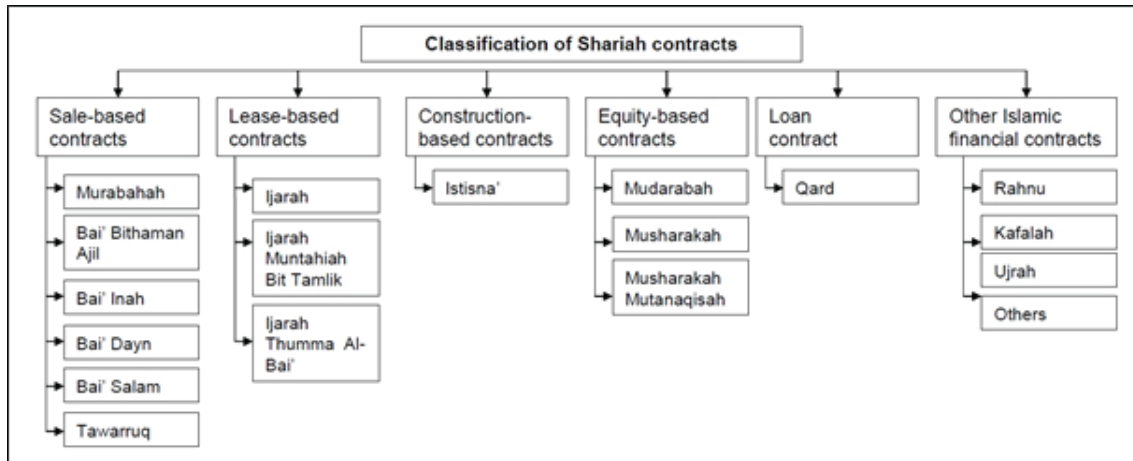 Classification of Shariah contracts
Sale-based
contracts
Murabahah
Bai' Bithaman
Ajil
Bai' Inah
Bai' Dayn
Bai' Salam
Tawarruq
Lease-based
contracts
Ijarah
Ijarah
Muntahiah
Bit Tamlik
Ijarah
Thumma Al-
Bai'
Construction-
based contracts
Istisna'
Equity-based
contracts
Mudarabah
Musharakah
Musharakah
Mutanaqisah
Loan
contract
Qard
Other Islamic
financial contracts
Rahnu
Kafalah
Ujrah
Others